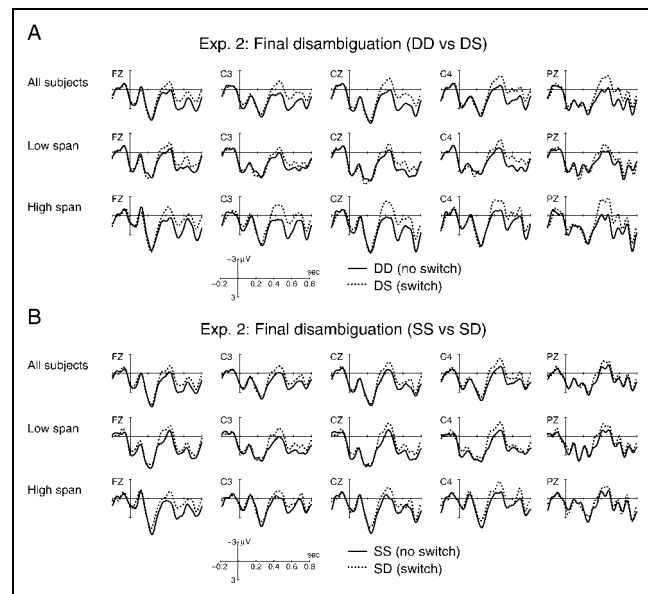 A
Exp. 2: Final disambiguation (DD vs DS)
FZ C3 CZ C4 PZ
All subjects
FZ C3 CZ C4 PZ
Low span
FZ C3 CZ C4 PZ
High span
-3 μV
sec
-0.2 0 0.2 0.4 0.6 0.8
3
DD (no switch)
DS (switch)
B
Exp. 2: Final disambiguation (SS vs SD)
FZ C3 CZ C4 PZ
All subjects
FZ C3 CZ C4 PZ
Low span
FZ C3 CZ C4 PZ
High span
-3 μV
sec
-0.2 0 0.2 0.4 0.6 0.8
3
SS (no switch)
SD (switch)